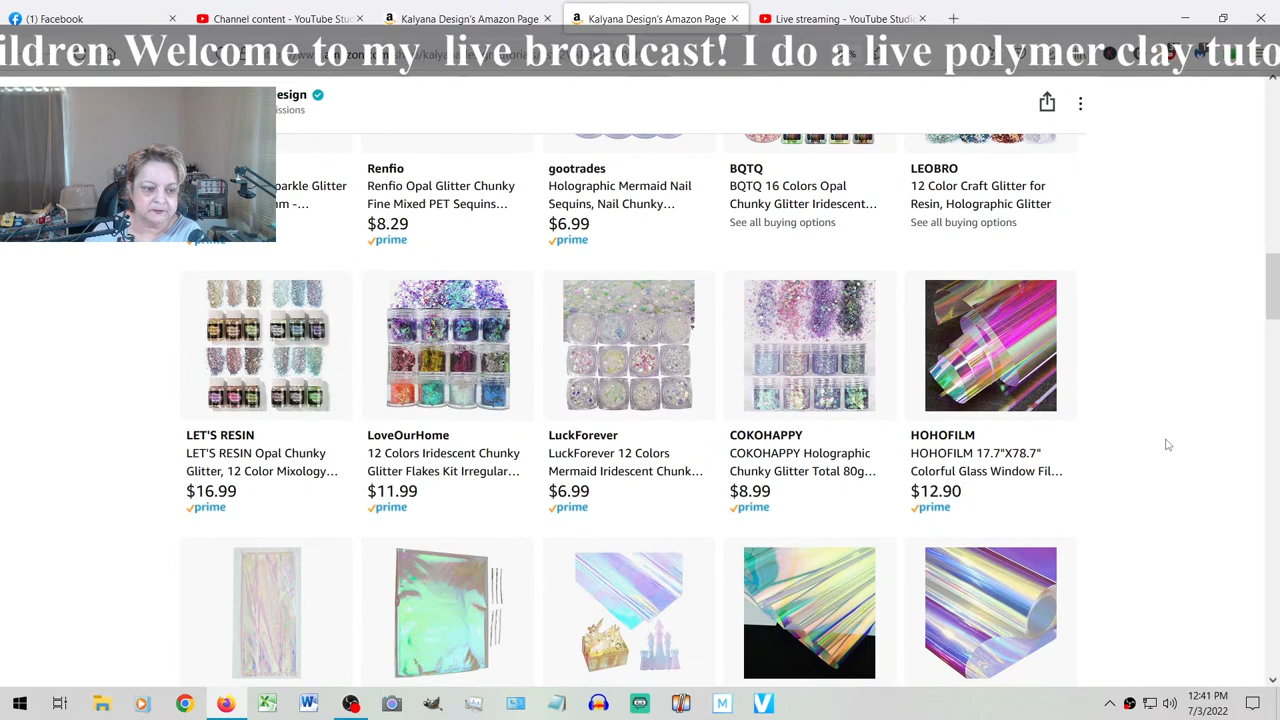 (1) Facebook
Channel content - YouTube Stu
Kalyana Design's Amazon Page
Kalyana Design's Amazon Page
Live streaming - YouTube Studi
ildren.Welcome to my live broadcast! I do a live polymer clay tuto
esign
issions
Renfio
gootrades
BQTQ
LEOBRO
arkle Glitter
Renfio Opal Glitter Chunky
Holographic Mermaid Nail
BQTQ 16 Colors Opal
12 Color Craft Glitter for
m -...
Fine Mixed PET Sequins...
Sequins, Nail Chunky...
Chunky Glitter Iridescent...
Resin, Holographic Glitter
$8.29
$6.99
See all buying options
See all buying options
prime
prime
LET'S RESIN
LoveOurHome
LuckForever
COKOHAPPY
HOHOFILM
LET'S RESIN Opal Chunky
12 Colors Iridescent Chunky
LuckForever 12 Colors
COKOHAPPY Holographic
HOHOFILM 17.7"X78.7"
Glitter, 12 Color Mixology...
Glitter Flakes Kit Irregular...
Mermaid Iridescent Chunk...
Chunky Glitter Total 80g...
Colorful Glass Window Fil...
$16.99
$11.99
$6.99
$8.99
$12.90
prime
prime
prime
prime
prime
12:41 PM
7/3/2022